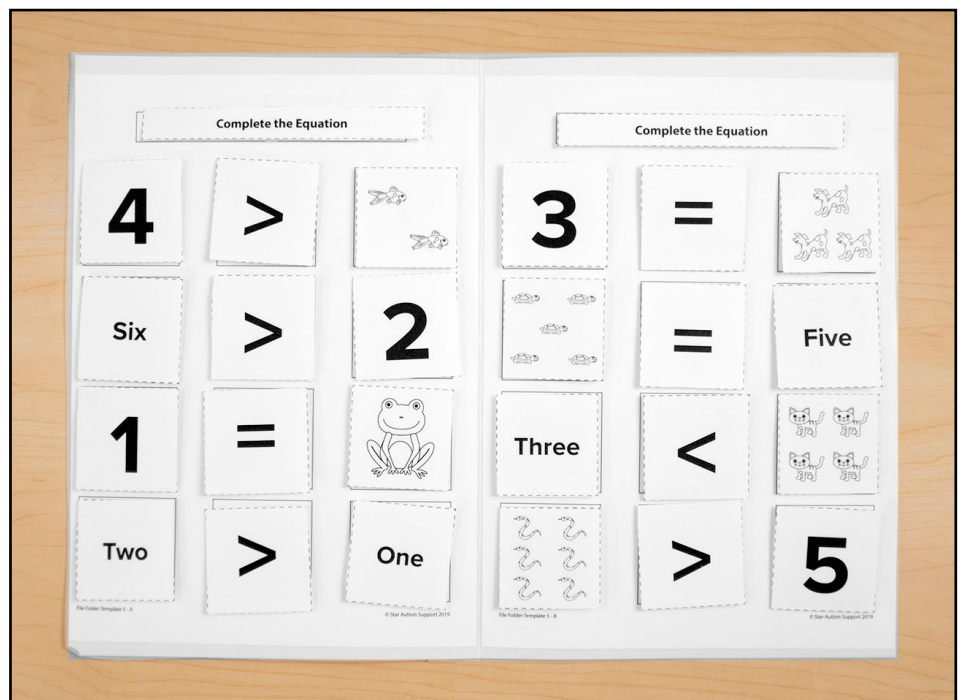 Complete the Equation
4 >
Six > 2
1 =
Two > One
File Folder Template 5 - A
© Star Autism Support 2019
Complete the Equation
3 =
= Five
Three <
> 5
File Folder Template 5 - B
© Star Autism Support 2019